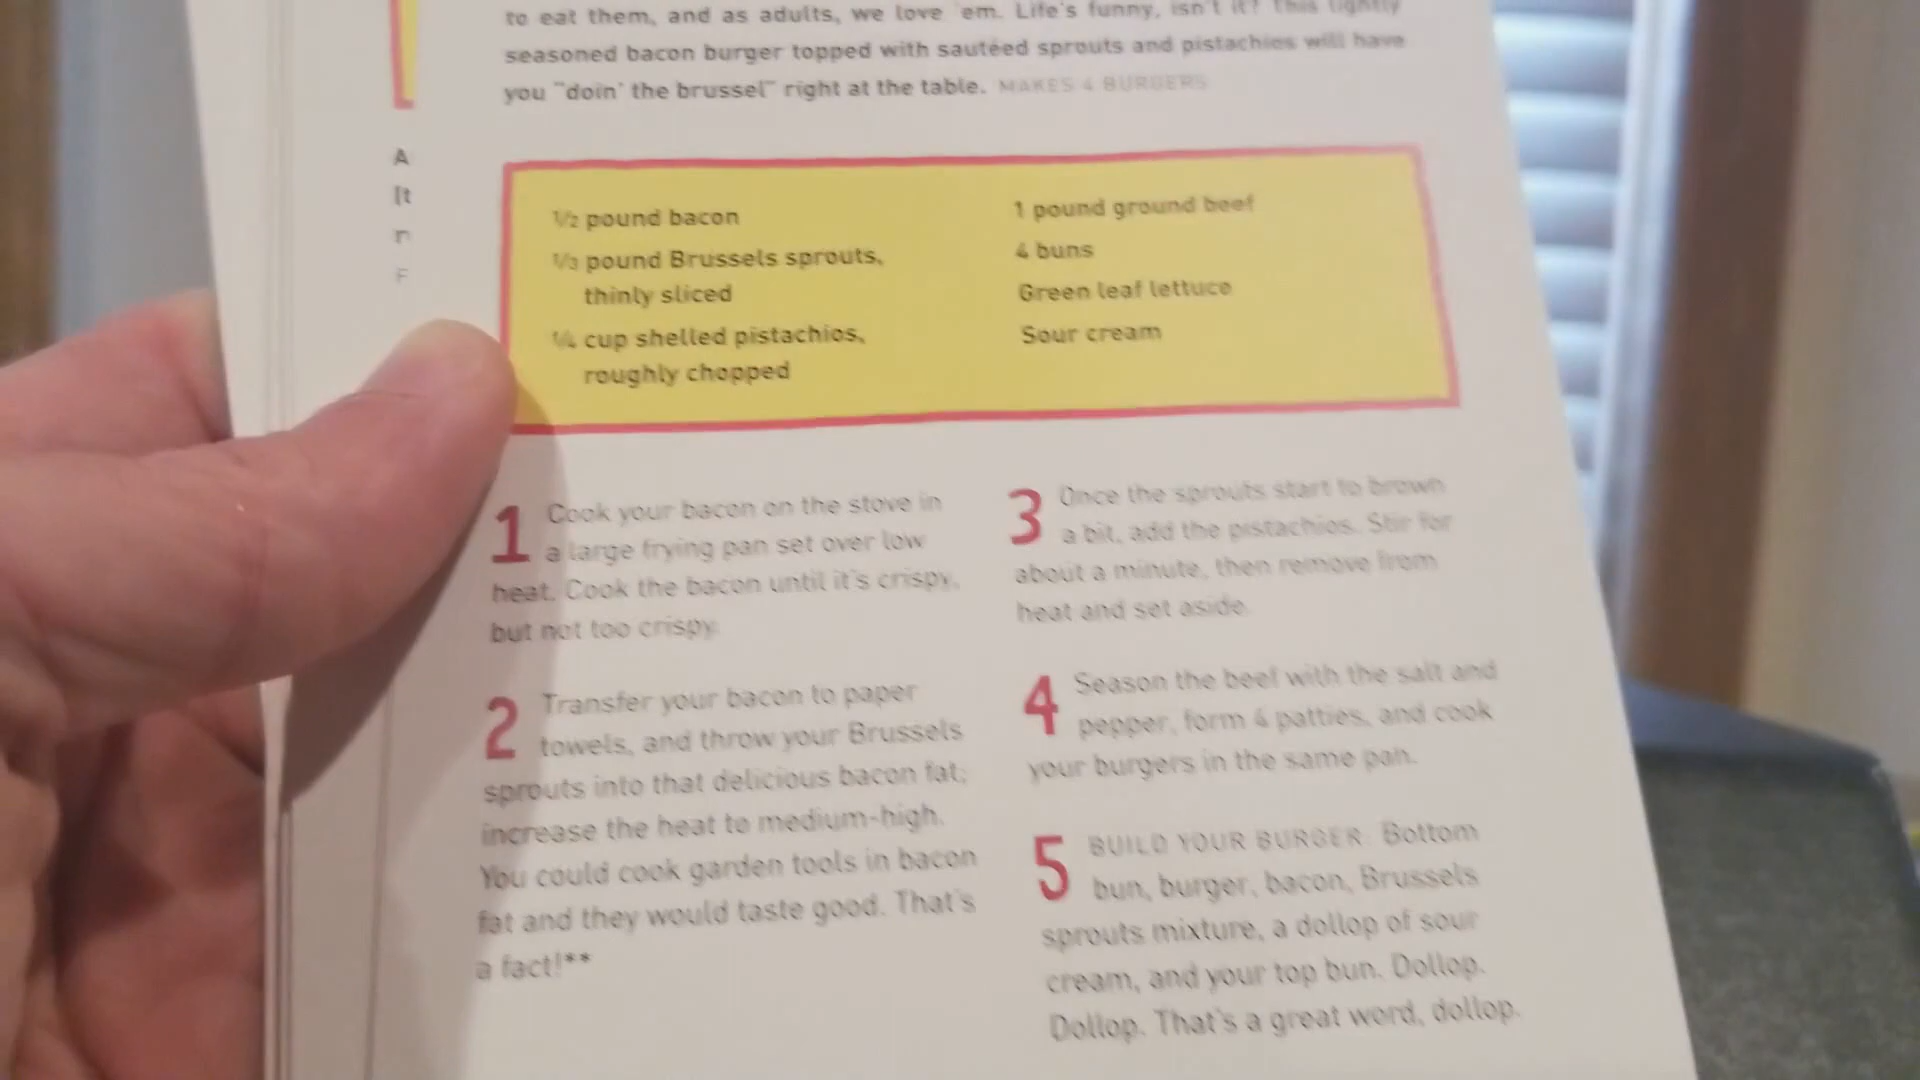 to eat them, and as adults, we love 'em. Life's funny, isn't it? This lightly
seasoned bacon burger topped with sautéed sprouts and pistachios will have
you "doin' the brussel" right at the table. MAKES 4 BURGERS
A
It
n
F
1/2 pound bacon
1/3 pound Brussels sprouts,
thinly sliced
1/4 cup shelled pistachios,
roughly chopped
1 pound ground beef
4 buns
Green leaf lettuce
Sour cream
1 Cook your bacon on the stove in
a large frying pan set over low
heat. Cook the bacon until it's crispy,
but not too crispy.
2 Transfer your bacon to paper
towels, and throw your Brussels
sprouts into that delicious bacon fat;
increase the heat to medium-high.
You could cook garden tools in bacon
fat and they would taste good. That's
a fact!**
3 Once the sprouts start to brown
a bit, add the pistachios. Stir for
about a minute, then remove from
heat and set aside.
4 Season the beef with the salt and
pepper, form 4 patties, and cook
your burgers in the same pan.
5 BUILD YOUR BURGER: Bottom
bun, burger, bacon, Brussels
sprouts mixture, a dollop of sour
cream, and your top bun. Dollop.
Dollop. That's a great word, dollop.